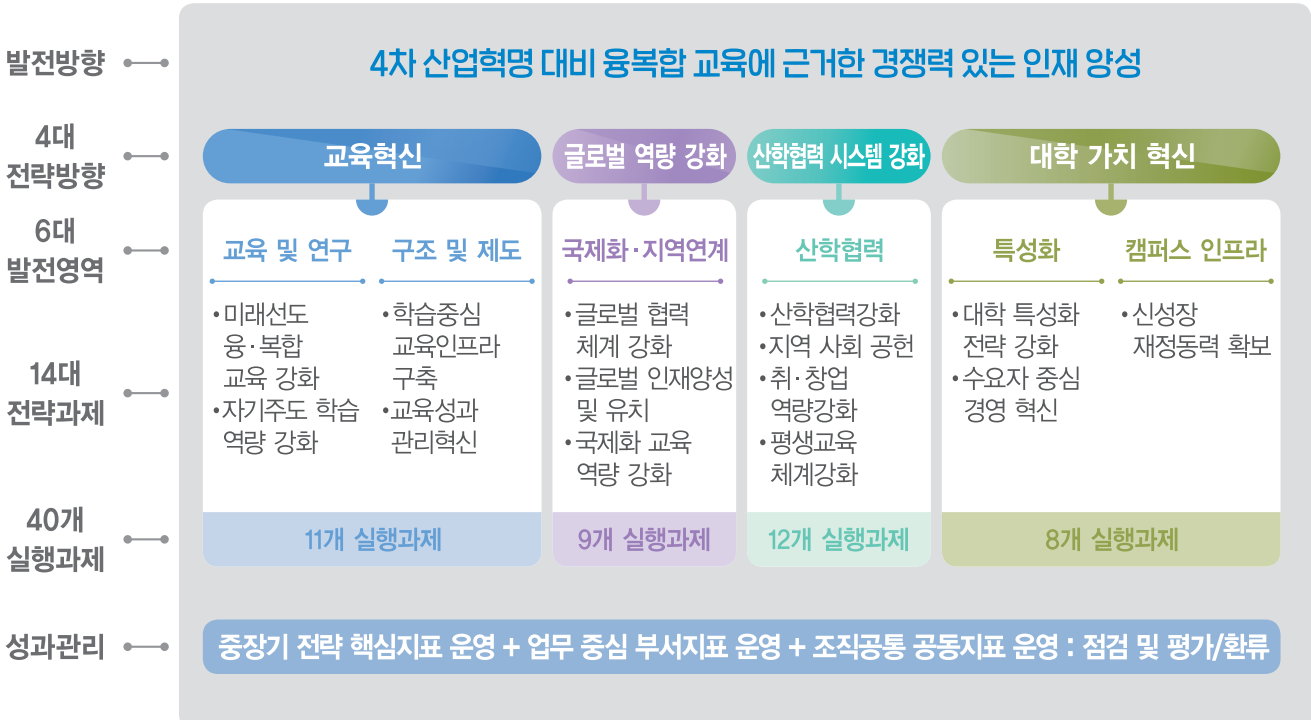 발전방향
4차 산업혁명 대비 융복합 교육에 근거한 경쟁력 있는 인재 양성
4대
전략방향
교육혁신
글로벌 역량 강화
산학협력 시스템 강화
대학 가치 혁신
6대
발전영역
교육 및 연구
구조 및 제도
국제화·지역연계
산학협력
특성화
캠퍼스 인프라
14대
전략과제
•미래선도
융·복합
교육 강화
•자기주도 학습
역량 강화
•학습중심
교육인프라
구축
•교육성과
관리혁신
•글로벌 협력
체계 강화
•글로벌 인재양성
및 유치
•국제화 교육
역량 강화
•산학협력강화
•지역 사회 공헌
•취·창업
역량강화
•평생교육
체계강화
•대학 특성화
전략 강화
•수요자 중심
경영 혁신
•신성장
재정동력 확보
40개
실행과제
11개 실행과제
9개 실행과제
12개 실행과제
8개 실행과제
성과관리
중장기 전략 핵심지표 운영 + 업무 중심 부서지표 운영 + 조직공통 공동지표 운영 : 점검 및 평가/환류